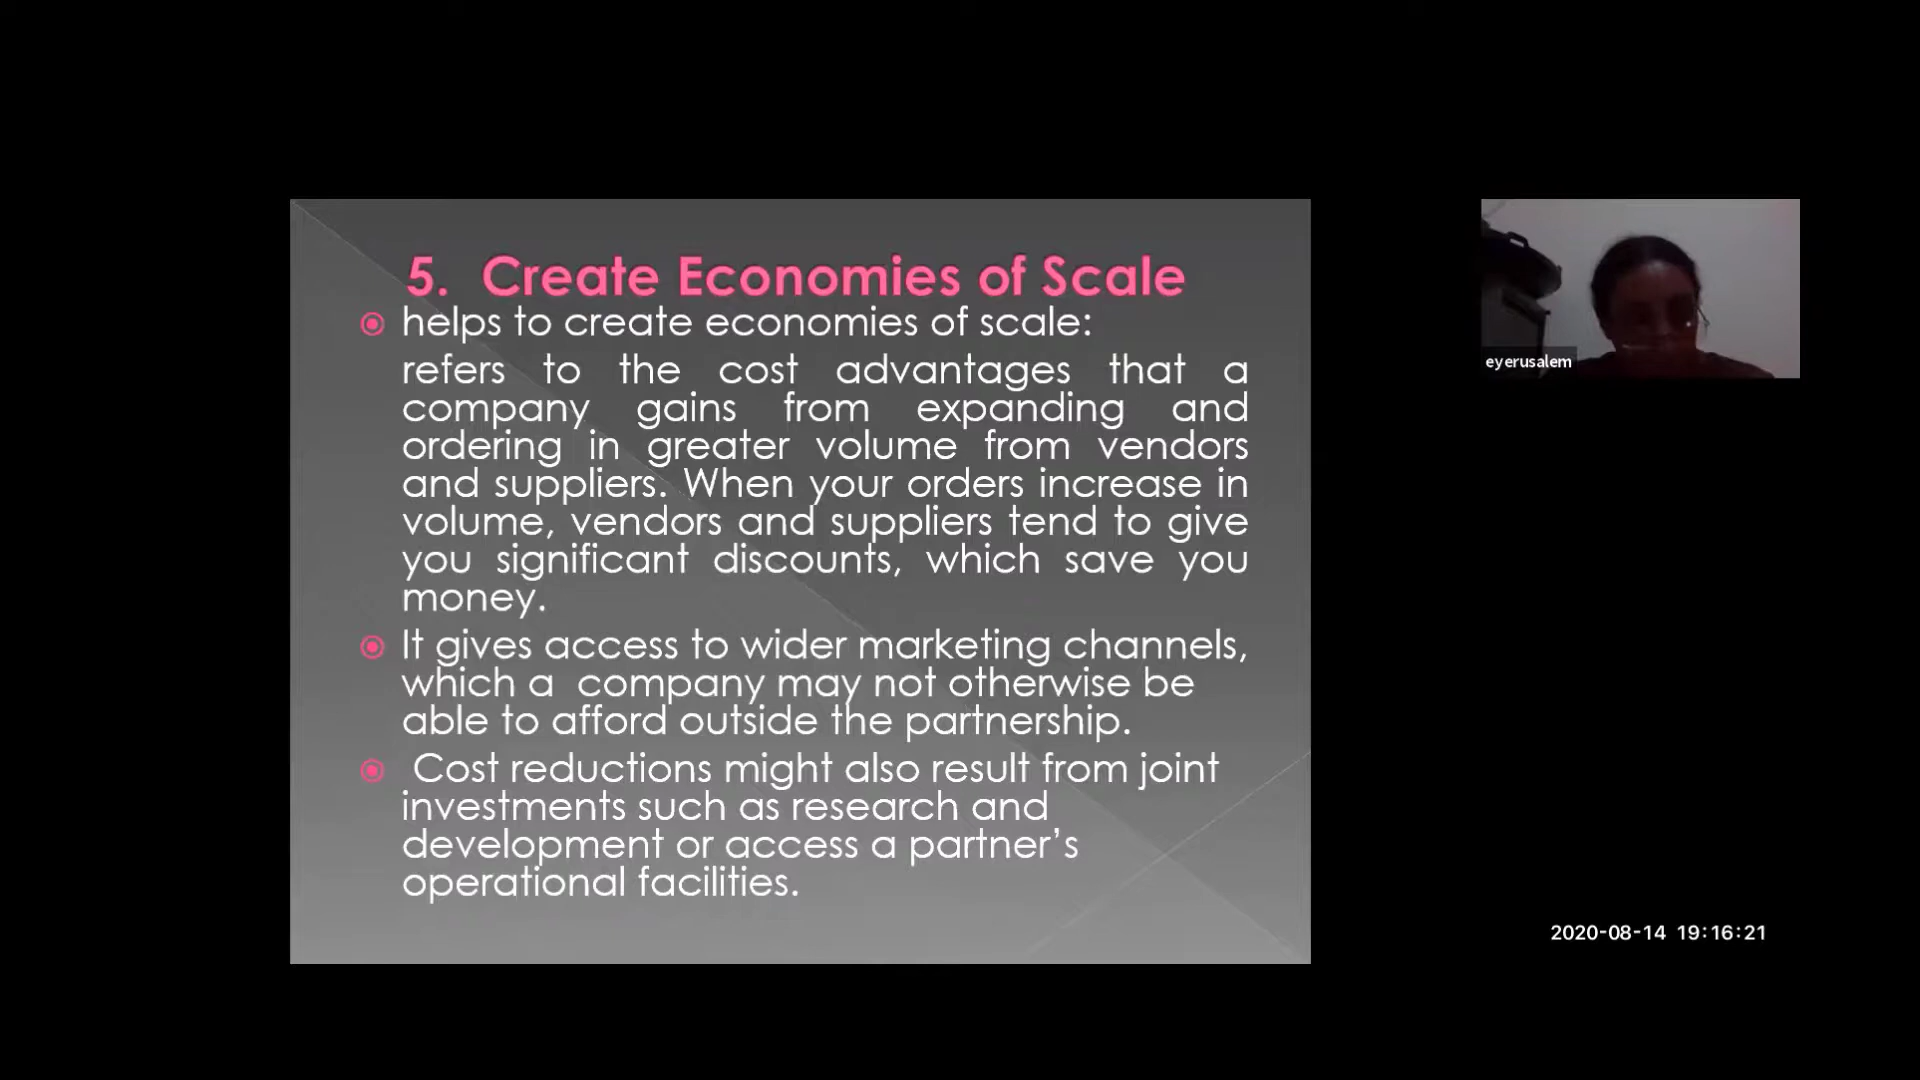 5. Create Economies of Scale
helps to create economies of scale:
refers to the cost advantages that a
company gains from expanding and
ordering in greater volume from vendors
and suppliers. When your orders increase in
volume, vendors and suppliers tend to give
you significant discounts, which save you
money.
It gives access to wider marketing channels,
which a company may not otherwise be
able to afford outside the partnership.
Cost reductions might also result from joint
investments such as research and
development or access a partner’s
operational facilities.
eyerusalem
2020-08-14 19:16:21